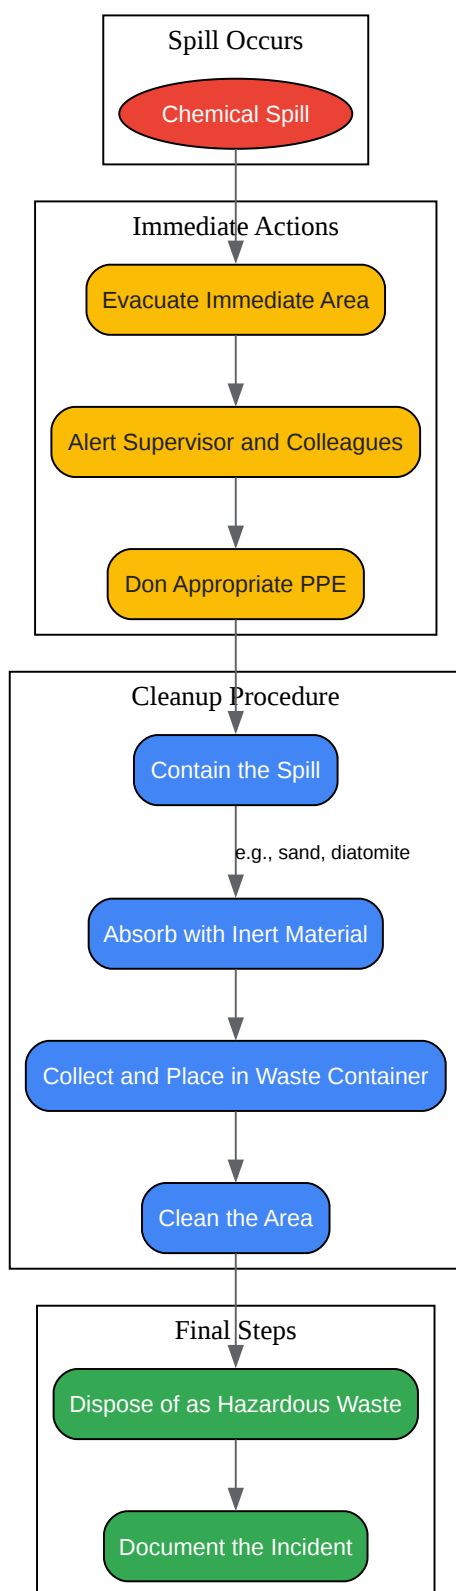 Spill Occurs
Chemical Spill
Immediate Actions
Evacuate Immediate Area
Alert Supervisor and Colleagues
Don Appropriate PPE
Cleanup Procedure
Contain the Spill
e.g., sand, diatomite
Absorb with Inert Material
Collect and Place in Waste Container
Clean the Area
Final Steps
Dispose of as Hazardous Waste
Document the Incident